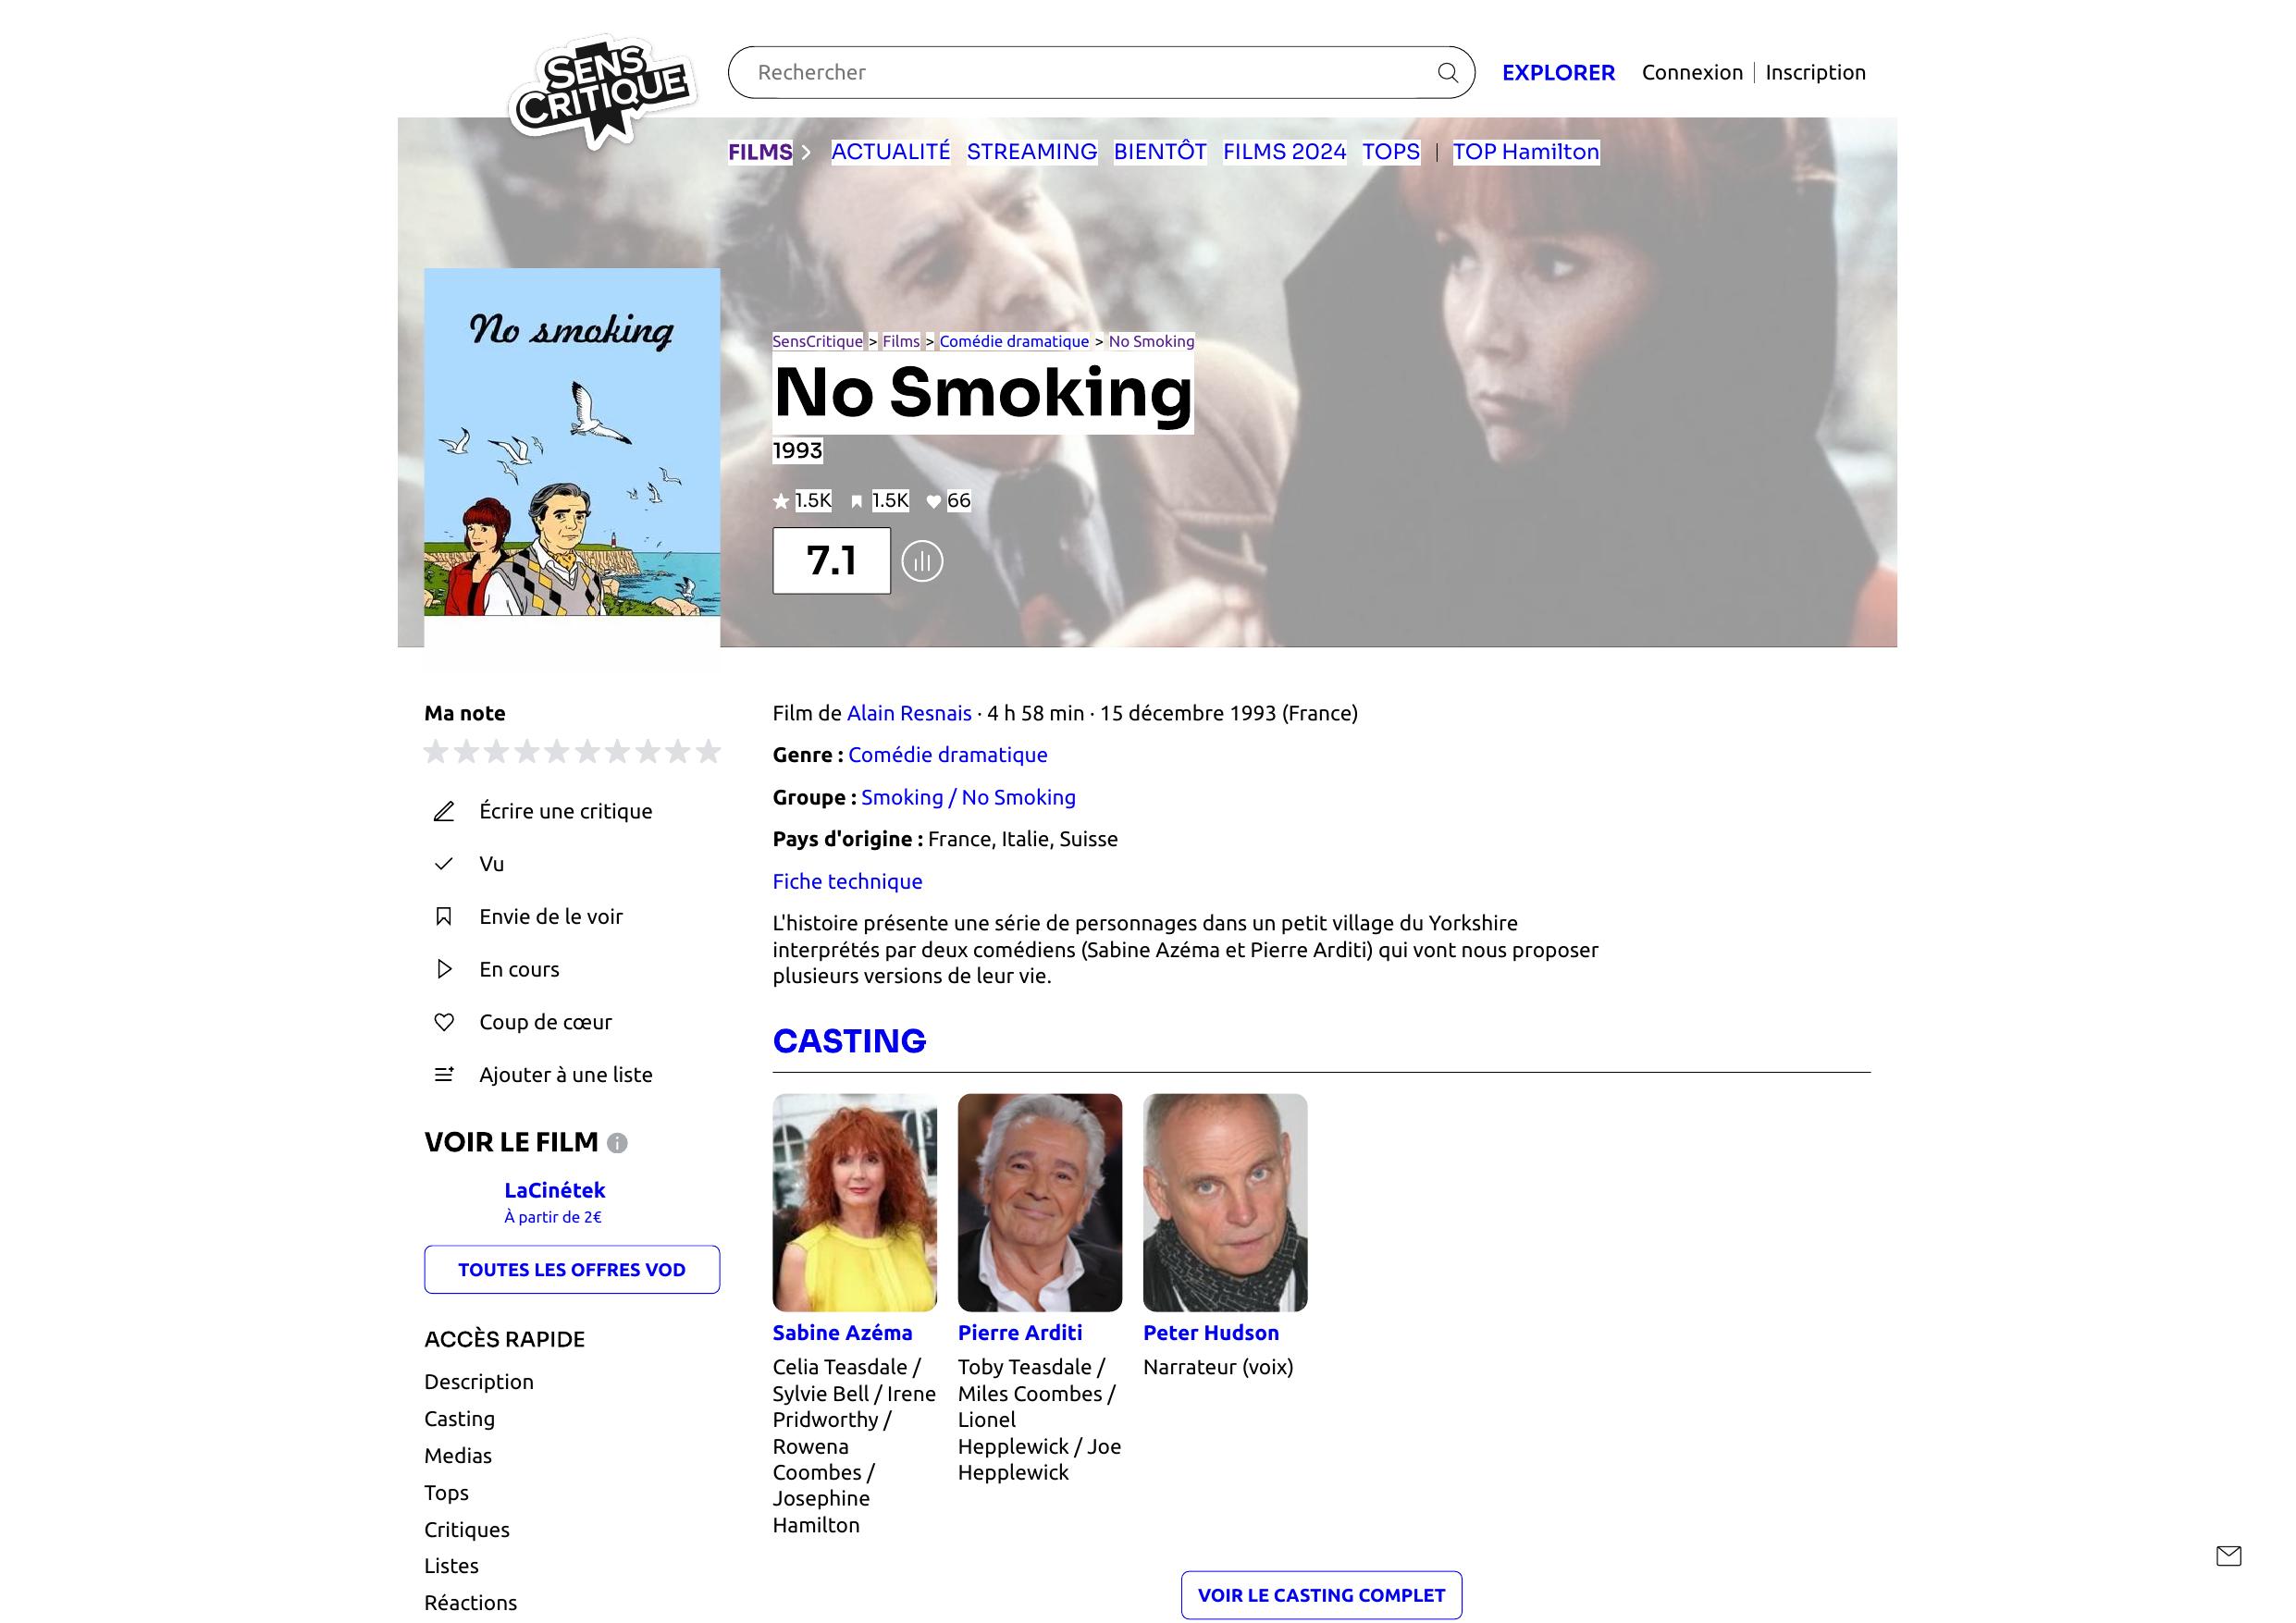 SENS
CRITIQUE
Rechercher
EXPLORER
Connexion
Inscription
FILMS
ACTUALITÉ
STREAMING
BIENTÔT
FILMS 2024
TOPS
TOP Hamilton
No smoking
SensCritique > Films > Comédie dramatique > No Smoking
No Smoking
1993
1.5K 1.5K 66
7.1
Ma note
Écrire une critique
Vu
Envie de le voir
En cours
Coup de cœur
Ajouter à une liste
VOIR LE FILM
LaCinétek
À partir de 2€
TOUTES LES OFFRES VOD
ACCÈS RAPIDE
Description
Casting
Medias
Tops
Critiques
Listes
Réactions
Film de Alain Resnais · 4 h 58 min · 15 décembre 1993 (France)
Genre : Comédie dramatique
Groupe : Smoking / No Smoking
Pays d'origine : France, Italie, Suisse
Fiche technique
L'histoire présente une série de personnages dans un petit village du Yorkshire
interprétés par deux comédiens (Sabine Azéma et Pierre Arditi) qui vont nous proposer
plusieurs versions de leur vie.
CASTING
Sabine Azéma
Celia Teasdale /
Sylvie Bell / Irene
Pridworthy /
Rowena
Coombes /
Josephine
Hamilton
Pierre Arditi
Toby Teasdale /
Miles Coombes /
Lionel
Hepplewick / Joe
Hepplewick
Peter Hudson
Narrateur (voix)
VOIR LE CASTING COMPLET